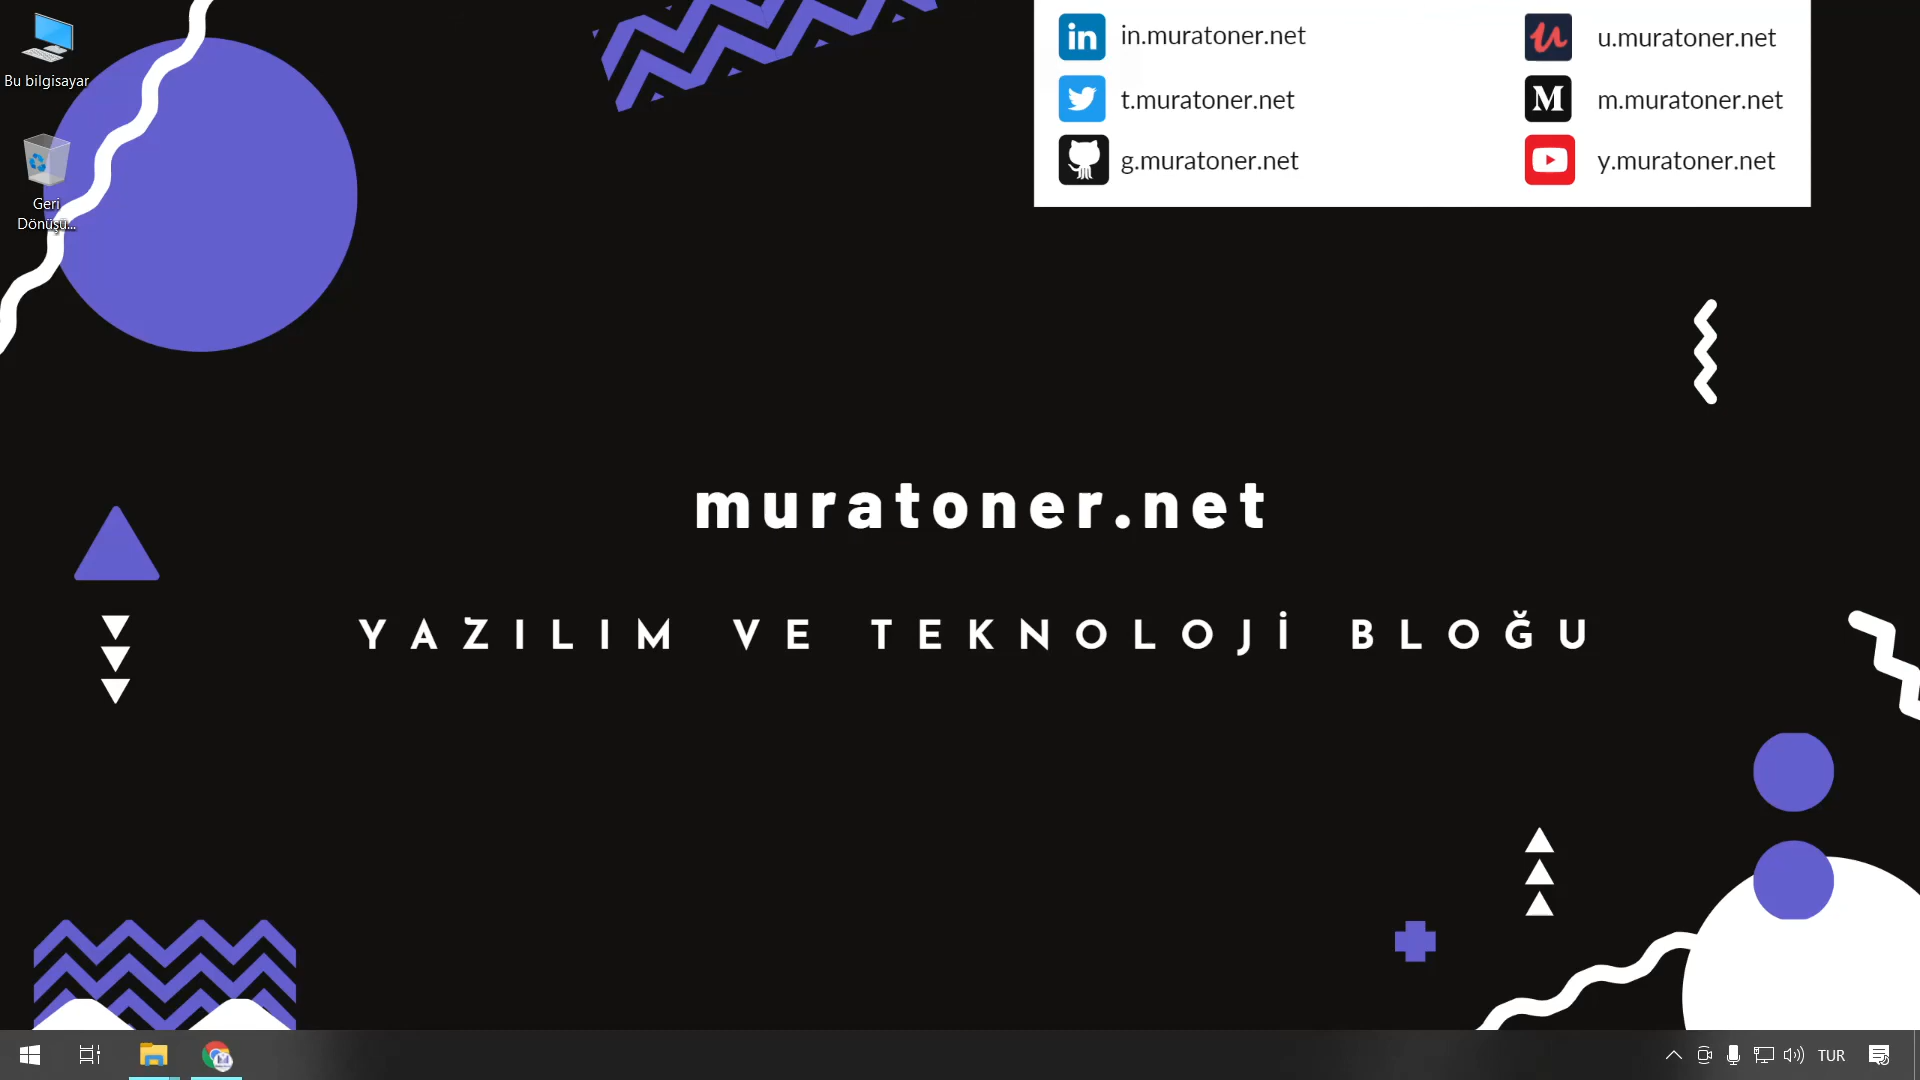 Bu bilgisayar
Geri
Dönüşü...
in.muratoner.net
u.muratoner.net
t.muratoner.net
m.muratoner.net
g.muratoner.net
y.muratoner.net
muratoner.net
YAZILIM VE TEKNOLOJİ BLOĞU
TUR